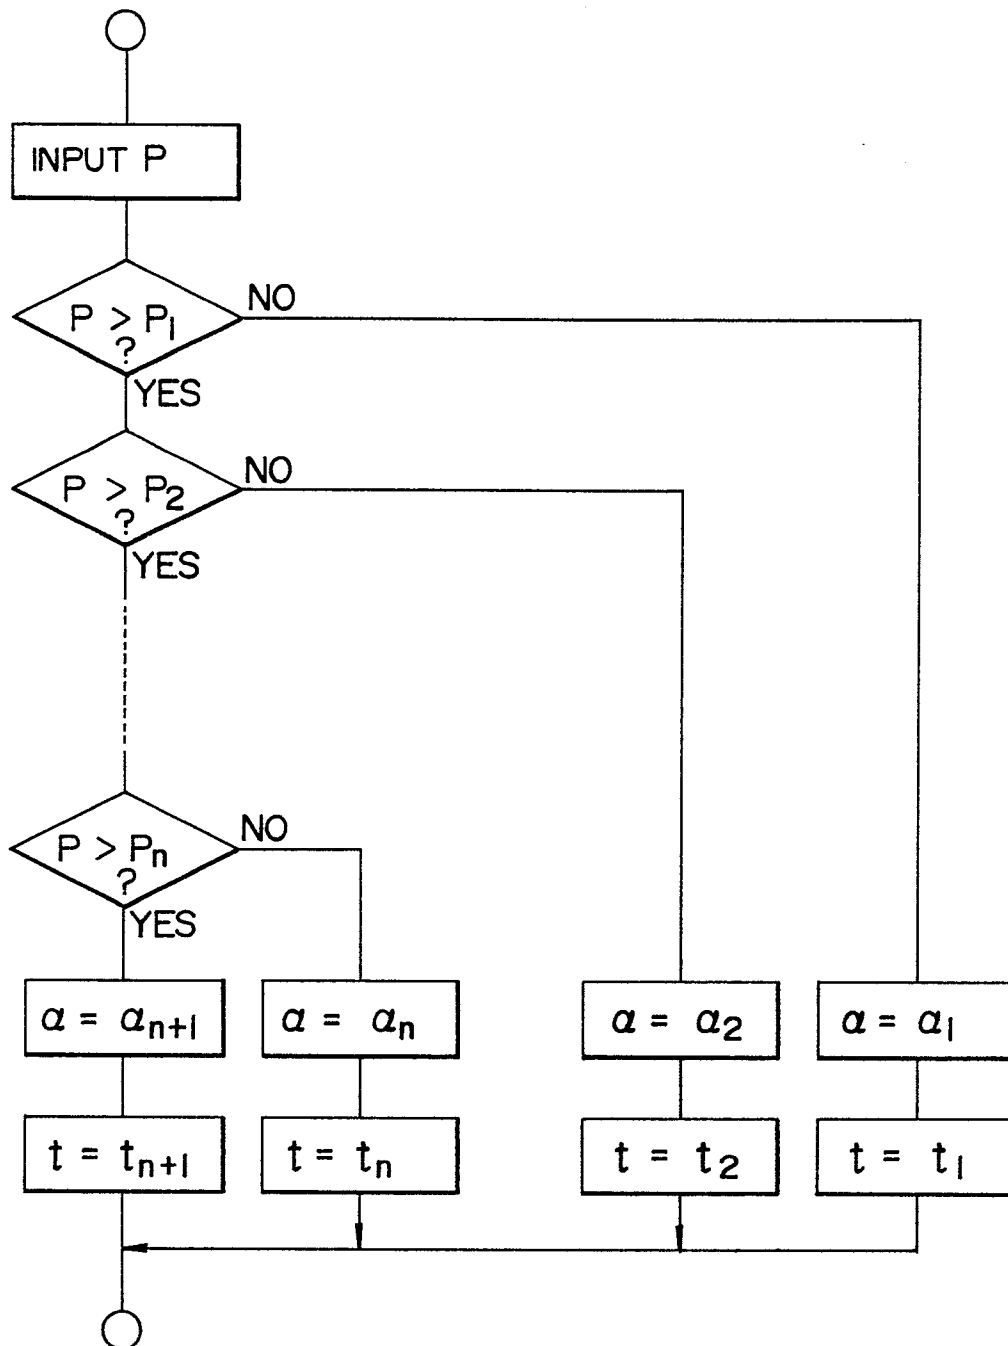 INPUT P
P > P₁
?
NO
YES
P > P₂
?
NO
YES
P > Pₙ
?
NO
YES
α = αₙ₊₁
α = αₙ
α = α₂
α = α₁
t = tₙ₊₁
t = tₙ
t = t₂
t = t₁